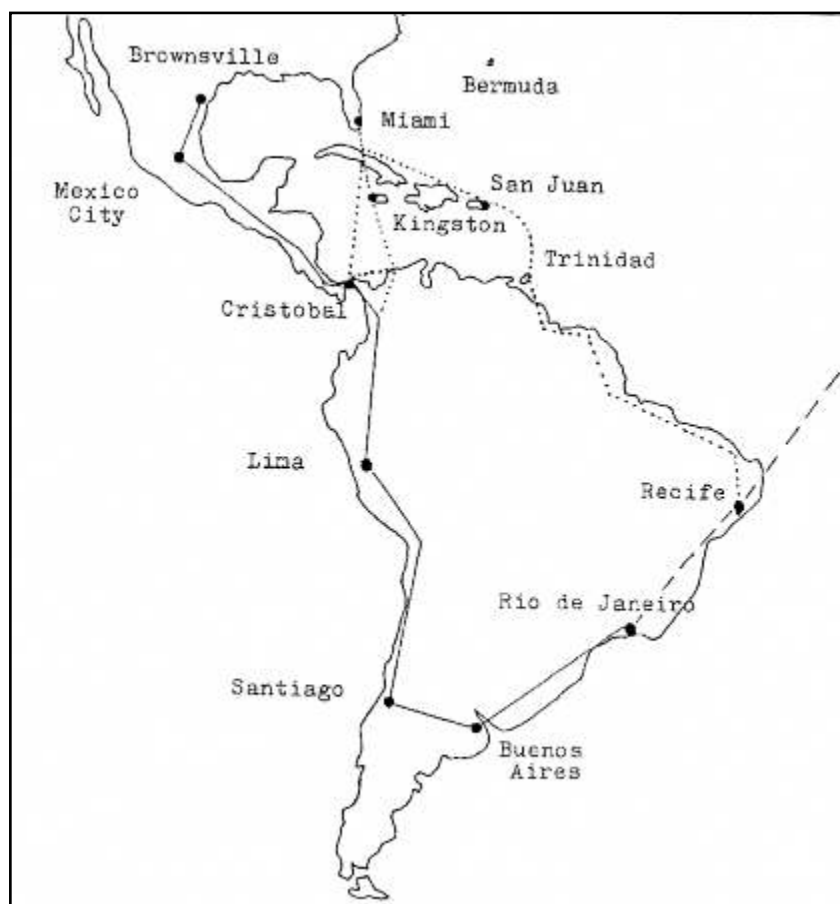 Brownsville
Bermuda
Miami
San Juan
Mexico
City
Kingston
Trinidad
Cristobal
Lima
Recife
Rio de Janeiro
Santiago
Buenos
Aires